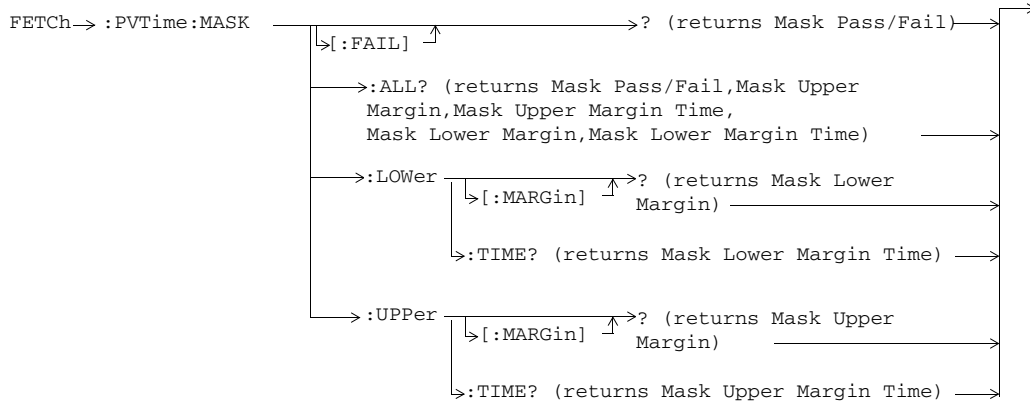 FETCh :PVTime:MASK ? (returns Mask Pass/Fail)
[:FAIL]
:ALL? (returns Mask Pass/Fail,Mask Upper
Margin,Mask Upper Margin Time,
Mask Lower Margin,Mask Lower Margin Time)
:LOWer ? (returns Mask Lower
[:MARGin] Margin)
:TIME? (returns Mask Lower Margin Time)
:UPPer ? (returns Mask Upper
[:MARGin] Margin)
:TIME? (returns Mask Upper Margin Time)